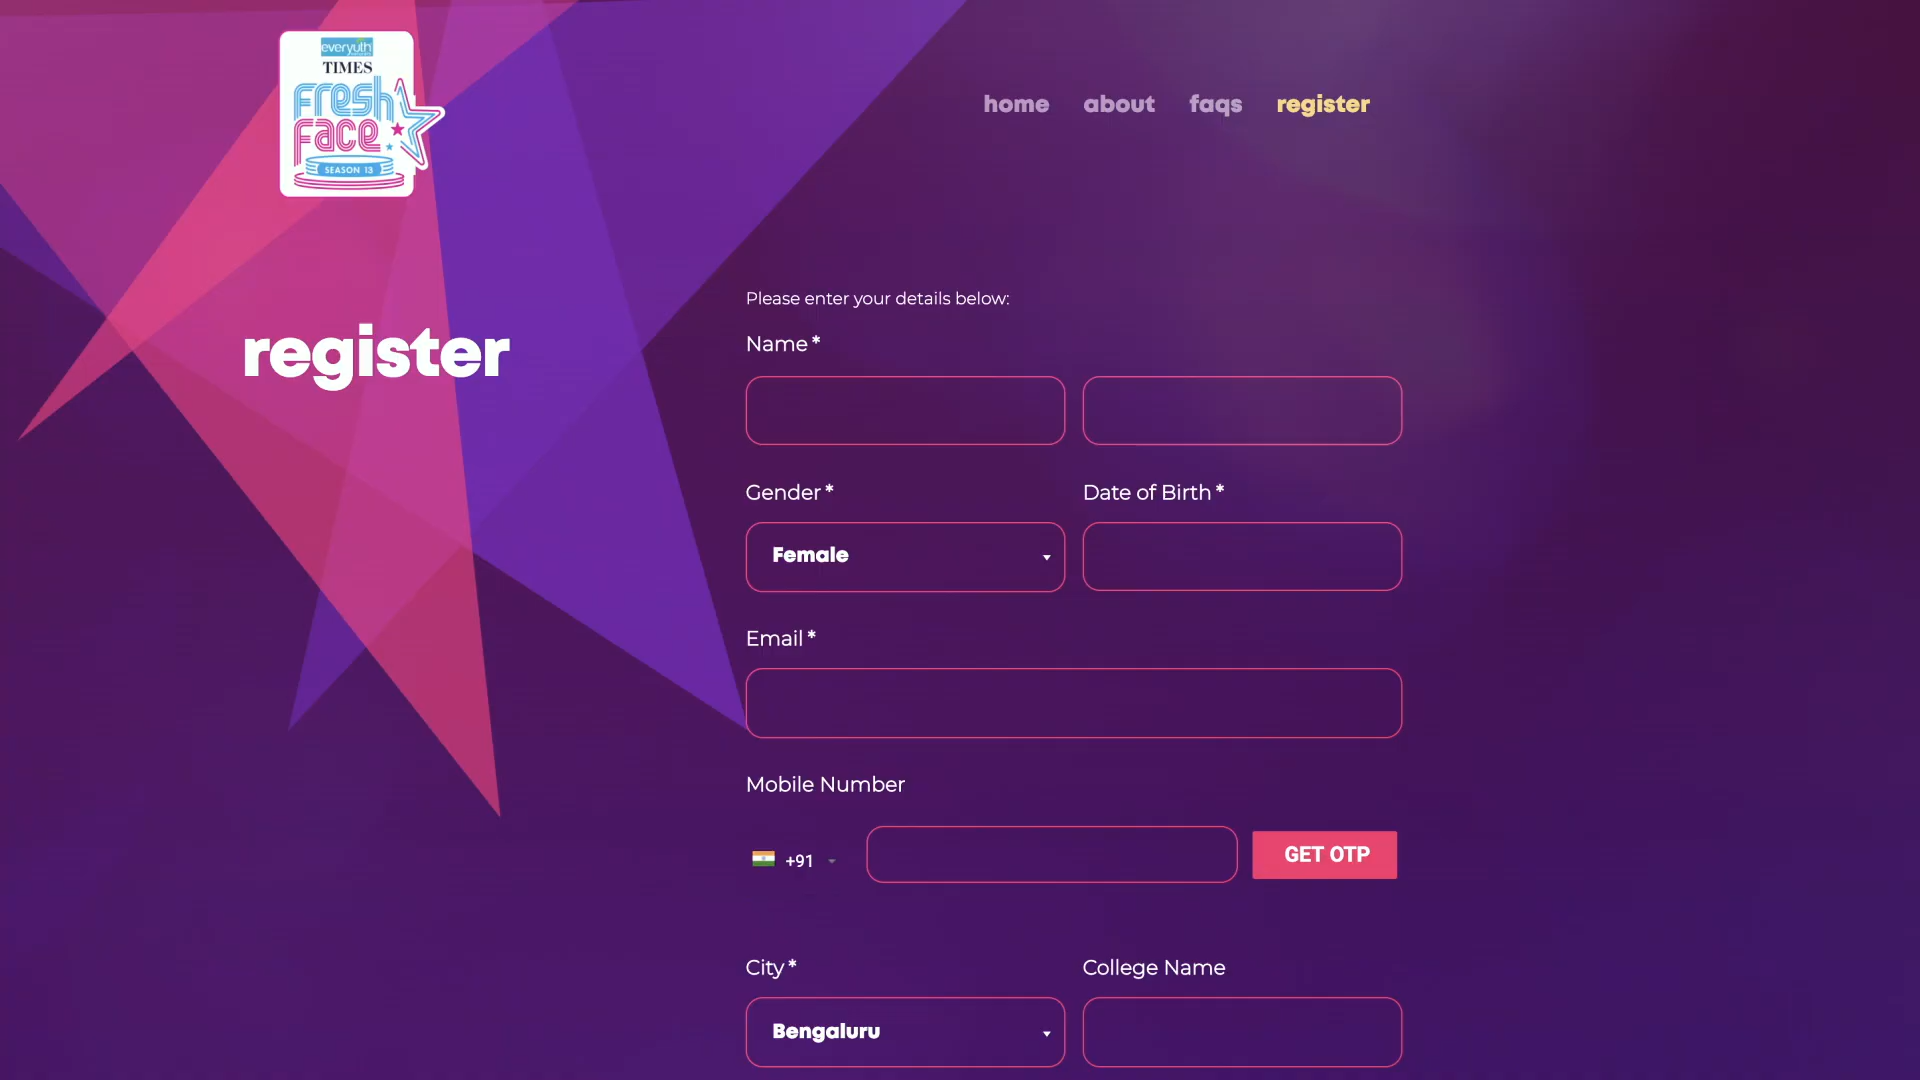 everyuth
TIMES
Fresh
Face
SEASON 13
home about faqs register
register
Please enter your details below:
Name *
Gender * Date of Birth *
Female
Email *
Mobile Number
+91 GET OTP
City * College Name
Bengaluru